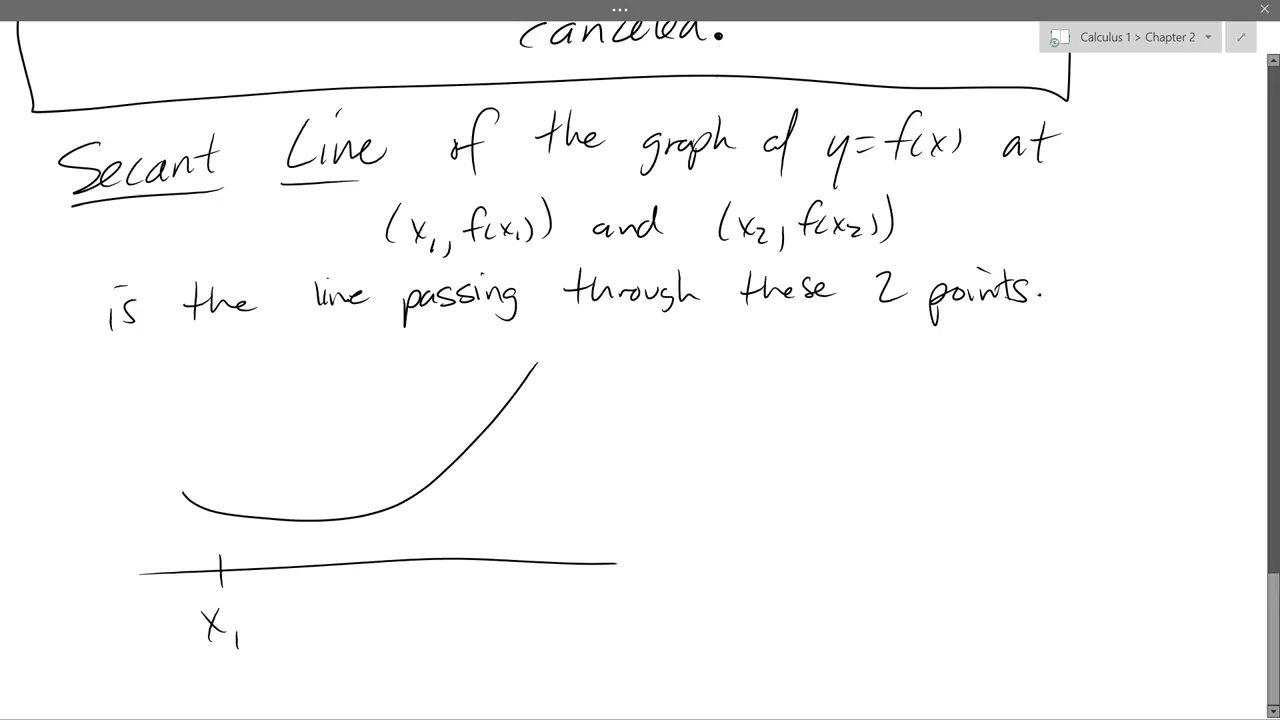 canceled.
Calculus 1 > Chapter 2
Secant Line of the graph of y=f(x) at
(x₁, f(x₁)) and (x₂, f(x₂))
is the line passing through these 2 points.
x₁